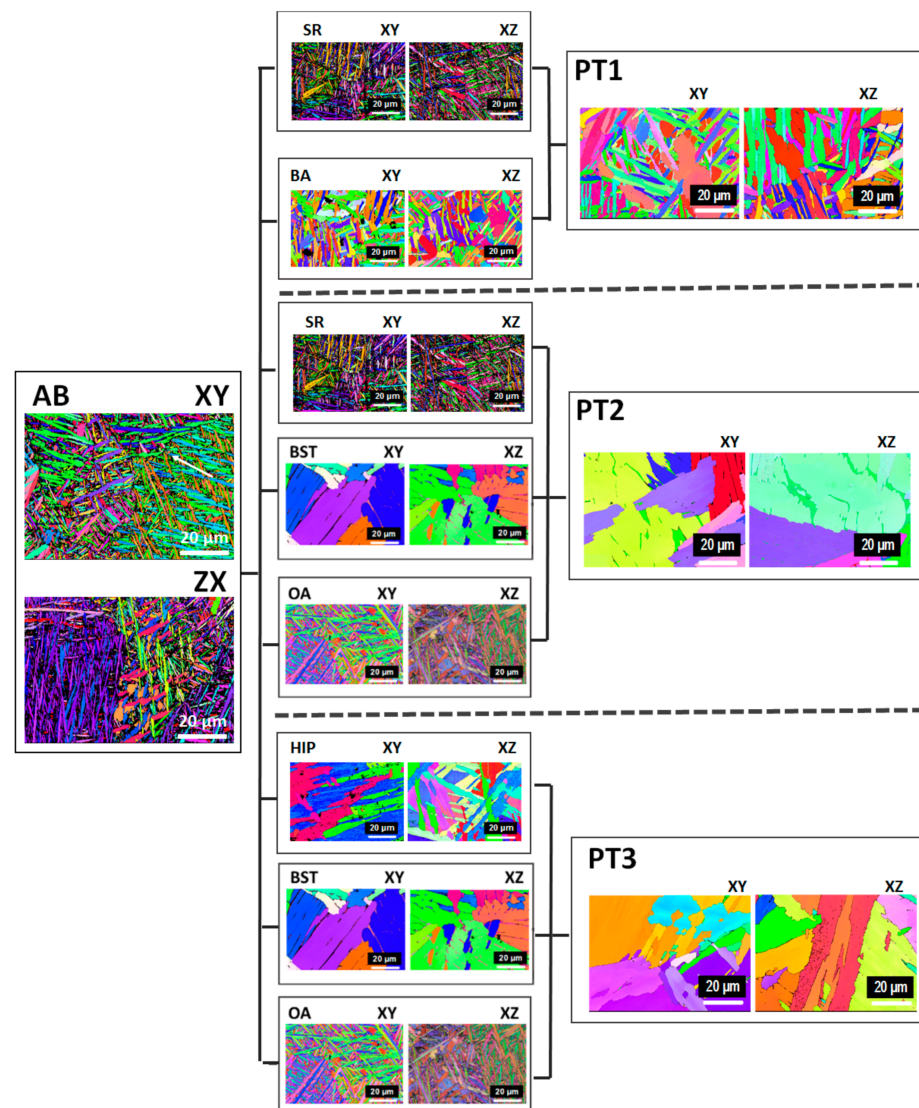 AB XY
20 µm
ZX
20 µm
SR XY XZ
20 µm 20 µm
BA XY XZ
20 µm 20 µm
PT1
XY XZ
20 µm 20 µm
SR XY XZ
20 µm 20 µm
BST XY XZ
20 µm 20 µm
OA XY XZ
20 µm 20 µm
PT2
XY XZ
20 µm 20 µm
HIP XY XZ
20 µm 20 µm
BST XY XZ
20 µm 20 µm
OA XY XZ
20 µm 20 µm
PT3
XY XZ
20 µm 20 µm